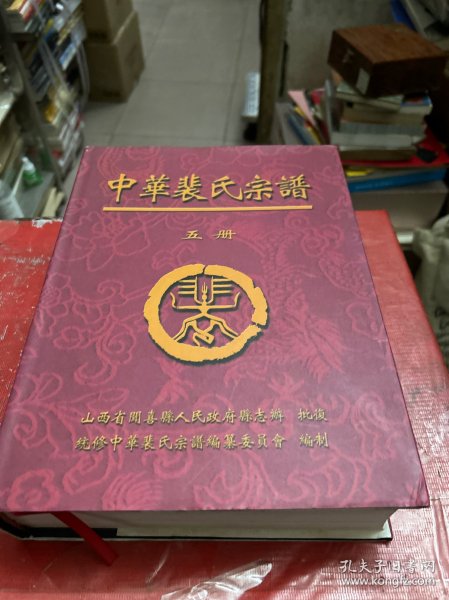 中華裴氏宗譜
五册
山西省聞喜縣人民政府縣志辦 批復
統修中華裴氏宗譜編纂委員會 編制
孔夫子旧书网
www.kongfz.com